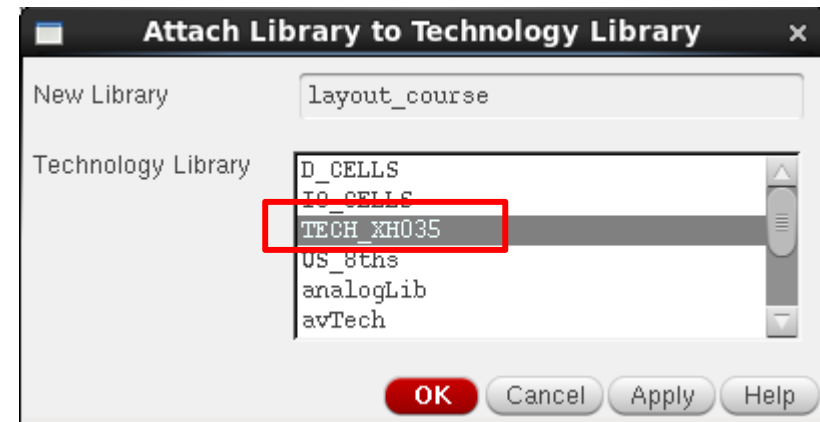 Attach Library to Technology Library
New Library layout_course
Technology Library
D_CELLS
IO_CELLS
TECH_XH035
US_8ths
analogLib
avTech
OK Cancel Apply Help